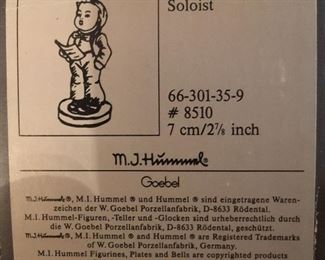 Soloist
66-301-35-9
# 8510
7 cm/2⅞ inch
M.J.Hummel®
Goebel
M.J.Hummel®, M.I. Hummel ® und Hummel ® sind eingetragene Waren-
zeichen der W. Goebel Porzellanfabrik, D-8633 Rödental.
M.I. Hummel-Figuren, -Teller und -Glocken sind urheberrechtlich durch
die W. Goebel Porzellanfabrik, D-8633 Rödental, geschützt.
M.J.Hummel®, M.I. Hummel ® and Hummel ® are Registered Trademarks
of W. Goebel Porzellanfabrik, Germany.
M.I. Hummel Figurines, Plates and Bells are copyrighted products